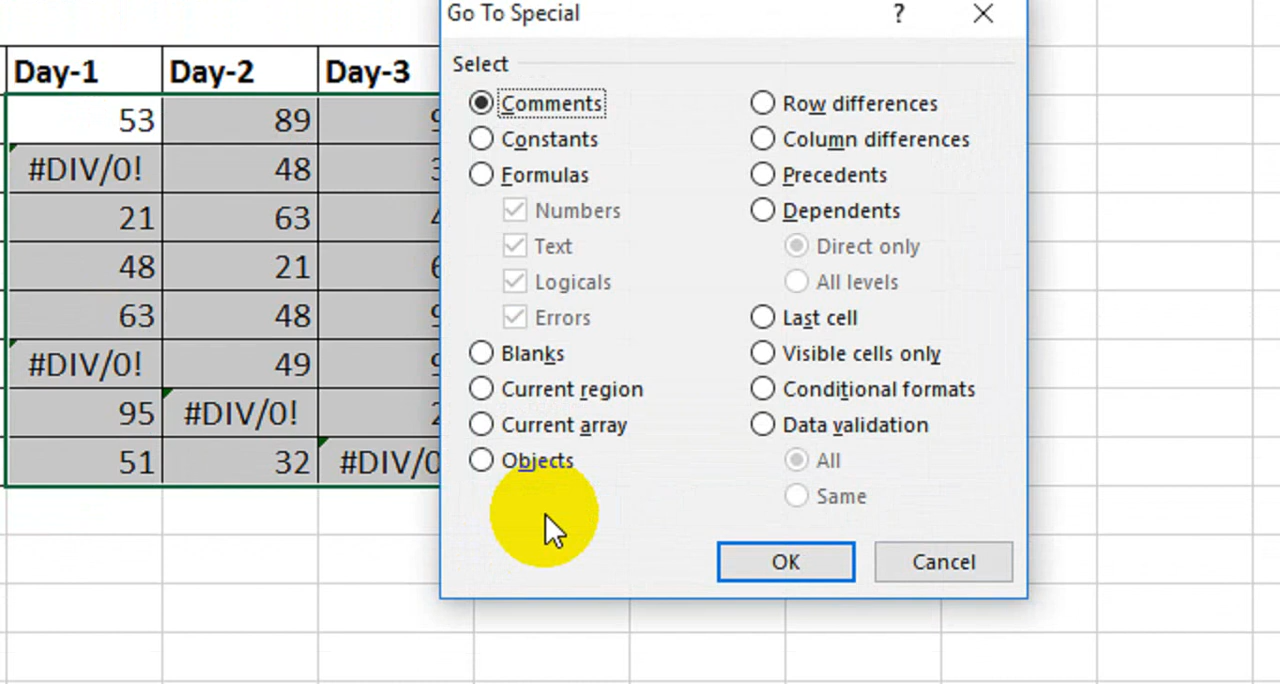 Go To Special ? X
Select
Day-1 Day-2 Day-3
53 89
#DIV/0! 48
21 63
48 21
63 48
#DIV/0! 49
95 #DIV/0!
51 32 #DIV/0
Comments Row differences
Constants Column differences
Formulas Precedents
Numbers Dependents
Text Direct only
Logicals All levels
Errors Last cell
Blanks Visible cells only
Current region Conditional formats
Current array Data validation
Objects All
Same
OK Cancel